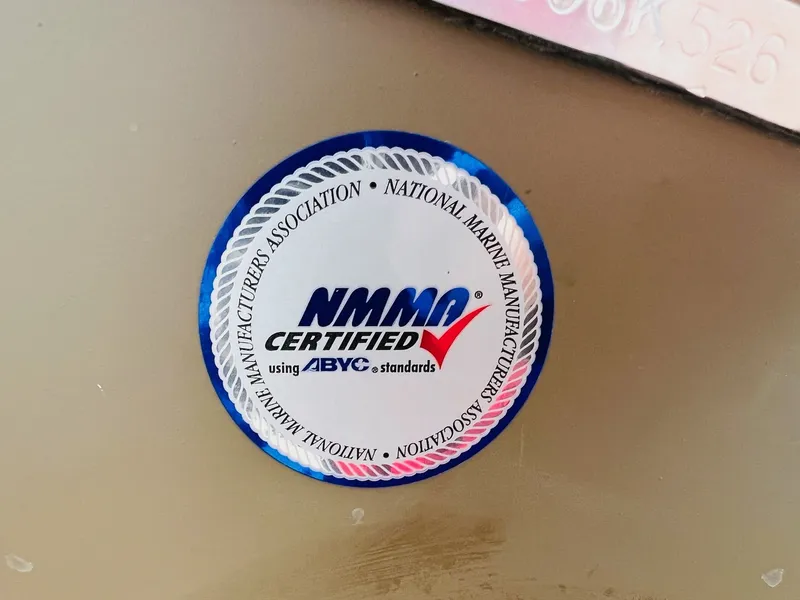 526
NATIONAL MARINE MANUFACTURERS ASSOCIATION • NATIONAL MARINE MANUFACTURERS ASSOCIATION •
NMMA®
CERTIFIED
using ABYC® standards